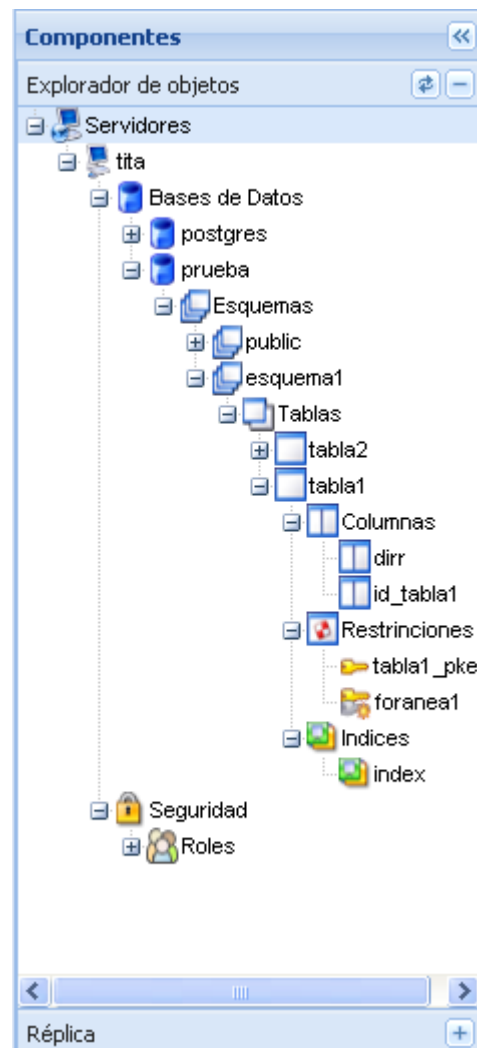 Componentes
Explorador de objetos
Servidores
tita
Bases de Datos
postgres
prueba
Esquemas
public
esquema1
Tablas
tabla2
tabla1
Columnas
dirr
id_tabla1
Restrinciones
tabla1_pke
foranea1
Indices
index
Seguridad
Roles
Réplica